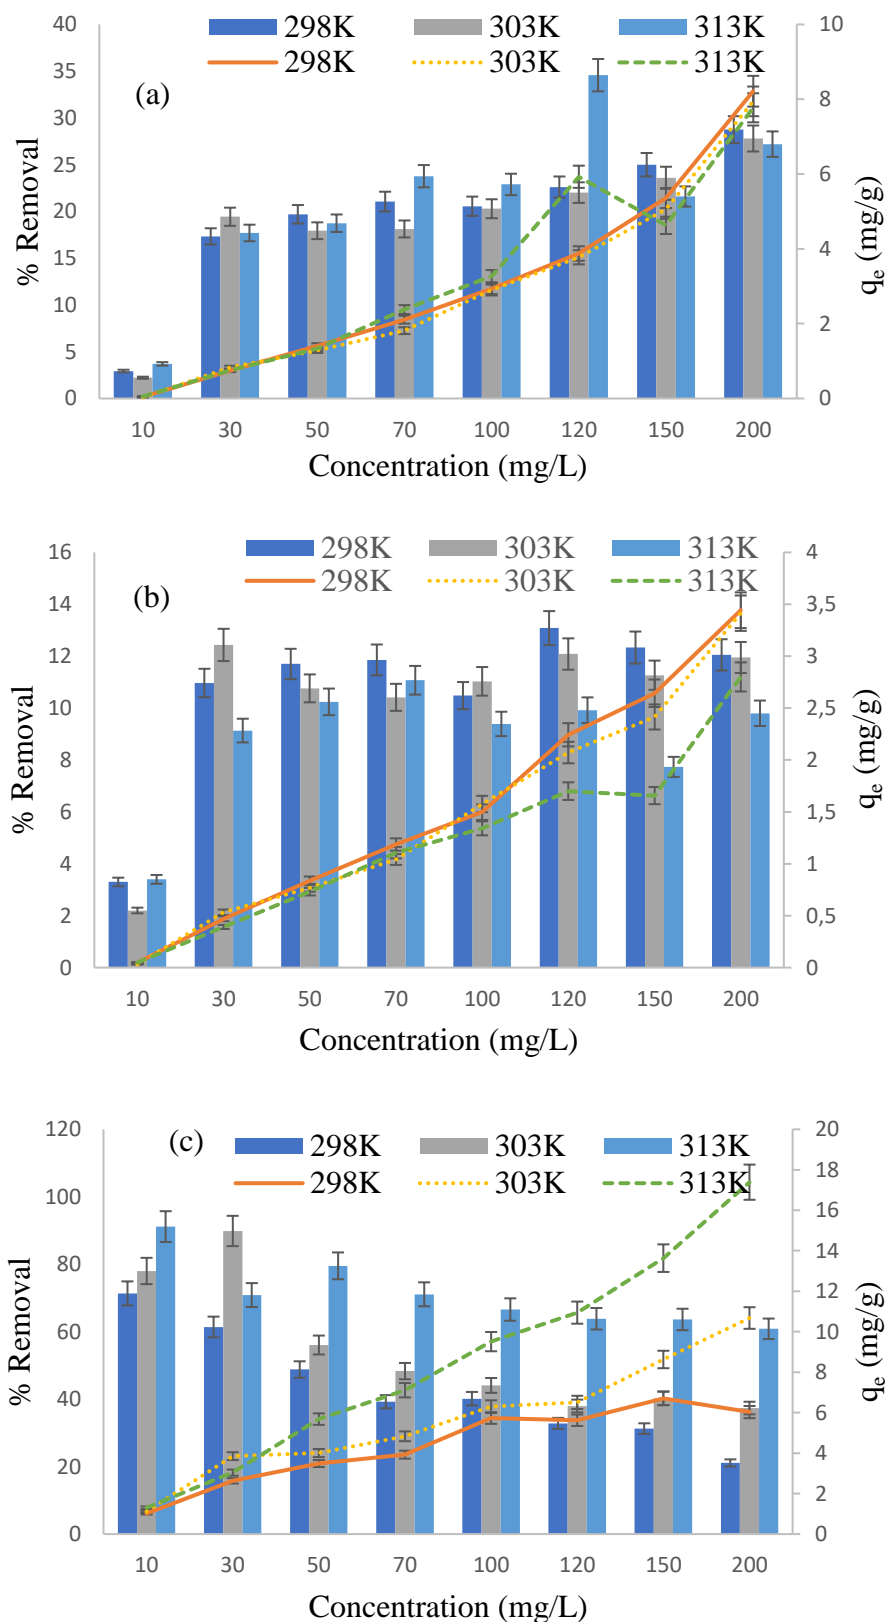 40
35
30
25
20
15
10
5
0
% Removal
298K 303K 313K
298K 303K 313K
(a)
10
8
6
4
2
0
qₑ (mg/g)
10 30 50 70 100 120 150 200
Concentration (mg/L)
16
14
12
10
8
6
4
2
0
% Removal
298K 303K 313K
298K 303K 313K
(b)
4
3,5
3
2,5
2
1,5
1
0,5
0
qₑ (mg/g)
10 30 50 70 100 120 150 200
Concentration (mg/L)
120
100
80
60
40
20
0
% Removal
(c)
298K 303K 313K
298K 303K 313K
20
18
16
14
12
10
8
6
4
2
0
qₑ (mg/g)
10 30 50 70 100 120 150 200
Concentration (mg/L)